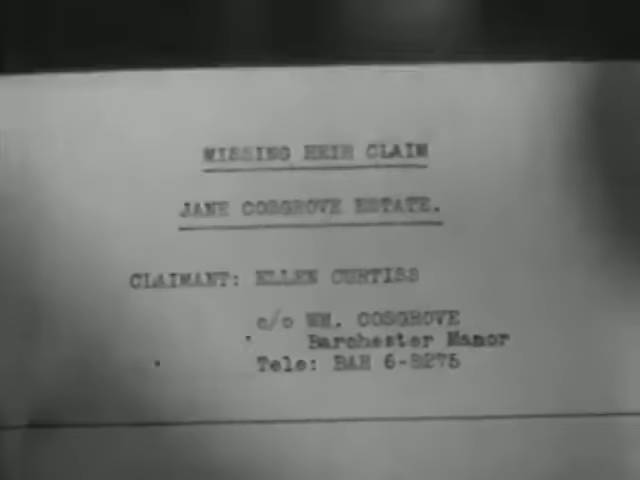 MISSING HEIR CLAIM
JANE COSGROVE ESTATE.
CLAIMANT: ELLEN CURTISS
c/o WM. COSGROVE
Barchester Manor
Tele: BAR 6-8275